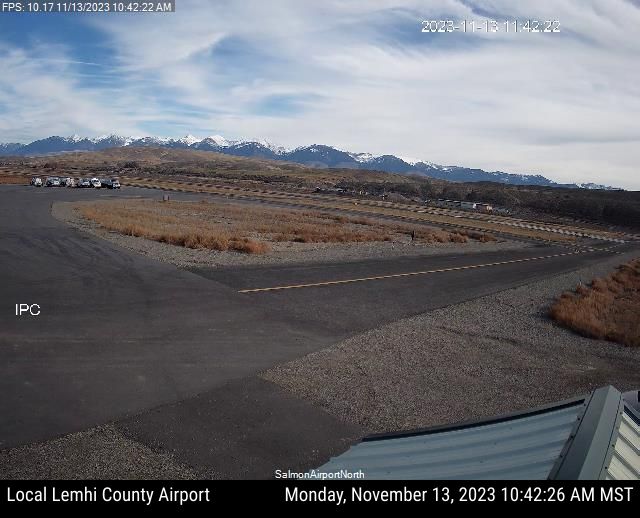 FPS: 10.17 11/13/2023 10:42:22 AM
2023-11-13 11:42:22
IPC
SalmonAirportNorth
Local Lemhi County Airport
Monday, November 13, 2023 10:42:26 AM MST